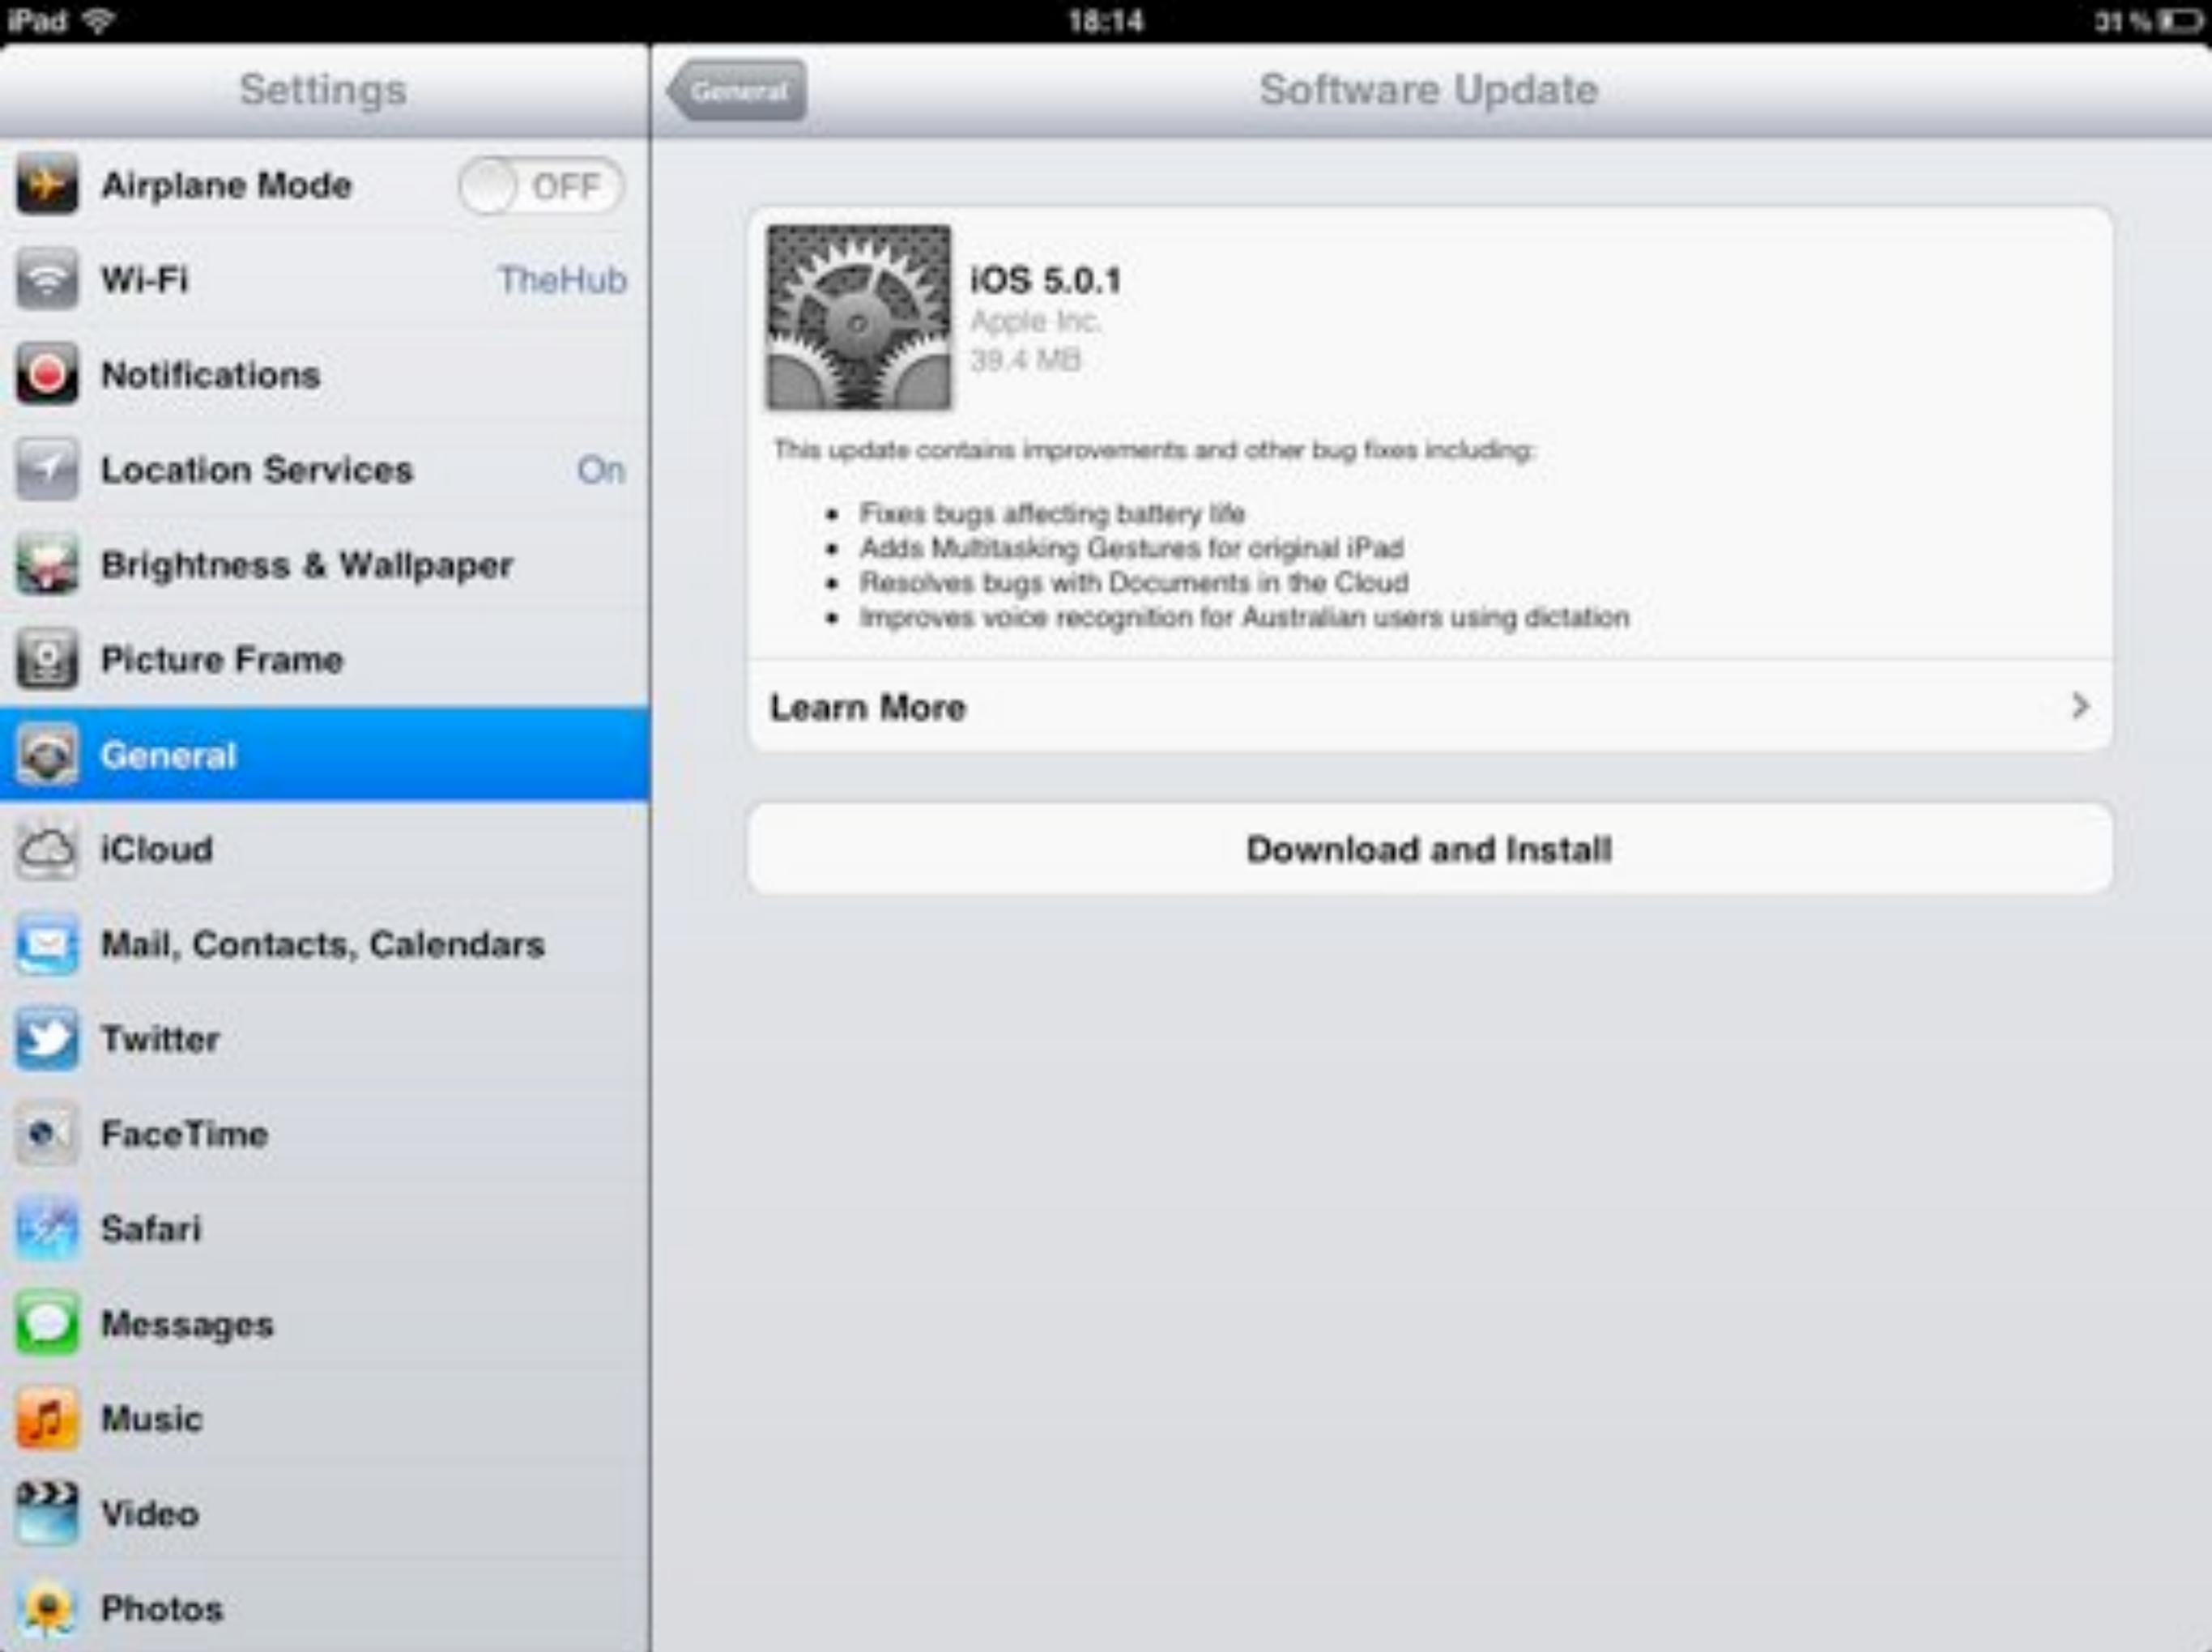 iPad
18:14
31 %
Settings
Airplane Mode OFF
Wi-Fi TheHub
Notifications
Location Services On
Brightness & Wallpaper
Picture Frame
General
iCloud
Mail, Contacts, Calendars
Twitter
FaceTime
Safari
Messages
Music
Video
Photos
General
Software Update
iOS 5.0.1
Apple Inc.
39.4 MB
This update contains improvements and other bug fixes including:
• Fixes bugs affecting battery life
• Adds Multitasking Gestures for original iPad
• Resolves bugs with Documents in the Cloud
• Improves voice recognition for Australian users using dictation
Learn More
Download and Install